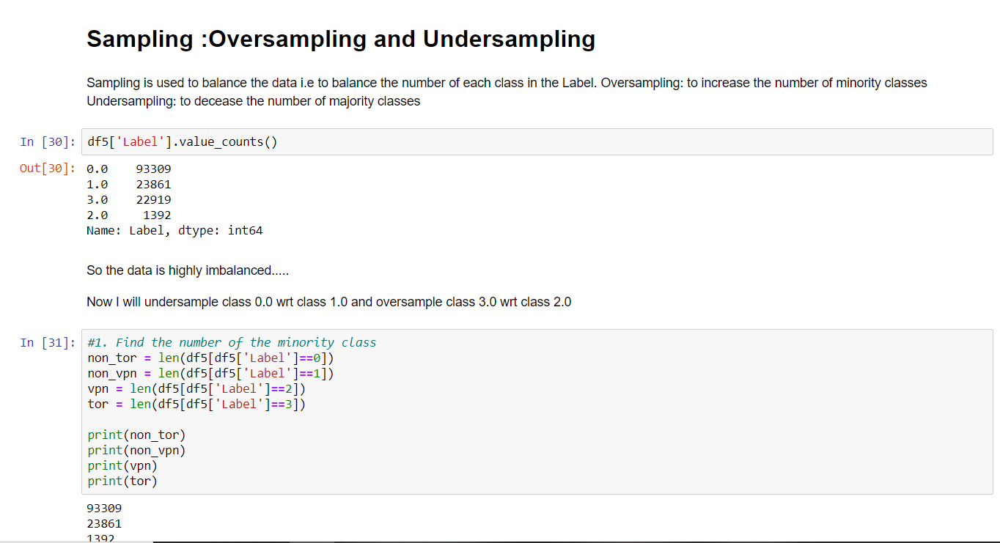 Sampling :Oversampling and Undersampling
Sampling is used to balance the data i.e to balance the number of each class in the Label. Oversampling: to increase the number of minority classes
Undersampling: to decease the number of majority classes
In [30]: df5['Label'].value_counts()
Out[30]: 0.0    93309
1.0    23861
3.0    22919
2.0     1392
Name: Label, dtype: int64
So the data is highly imbalanced.....
Now I will undersample class 0.0 wrt class 1.0 and oversample class 3.0 wrt class 2.0
In [31]: #1. Find the number of the minority class
non_tor = len(df5[df5['Label']==0])
non_vpn = len(df5[df5['Label']==1])
vpn = len(df5[df5['Label']==2])
tor = len(df5[df5['Label']==3])
print(non_tor)
print(non_vpn)
print(vpn)
print(tor)
93309
23861
1392